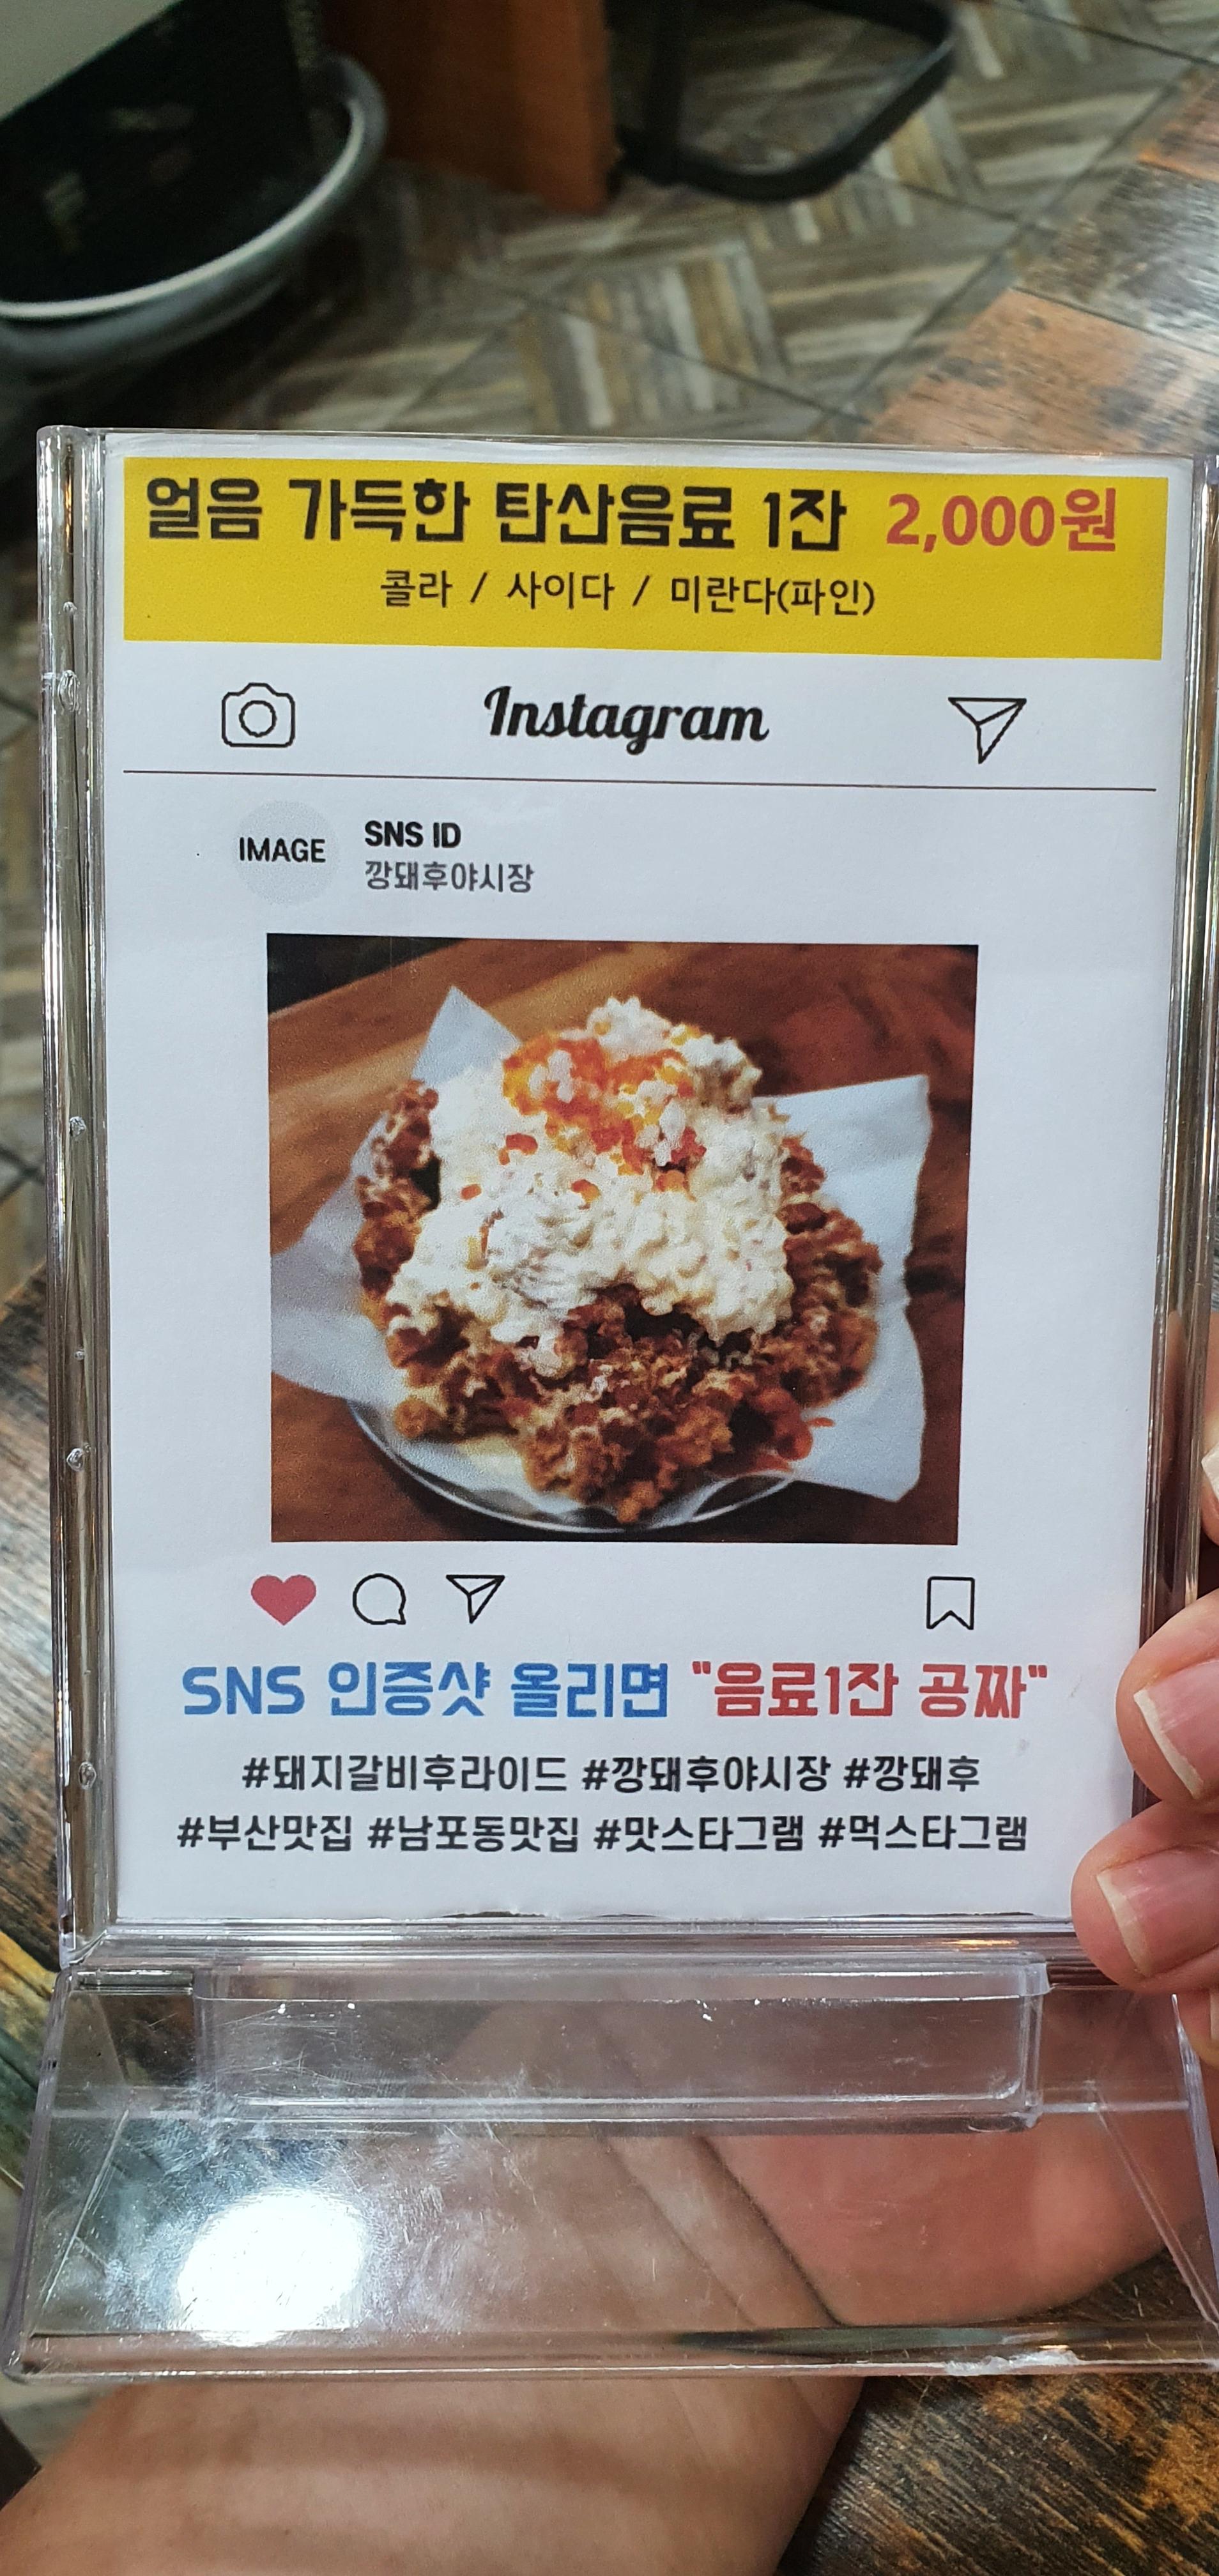 얼음 가득한 탄산음료 1잔 2,000원
콜라 / 사이다 / 미란다(파인)
Instagram
IMAGE
SNS ID
깡돼후야시장
SNS 인증샷 올리면 "음료1잔 공짜"
#돼지갈비후라이드 #깡돼후야시장 #깡돼후
#부산맛집 #남포동맛집 #맛스타그램 #먹스타그램